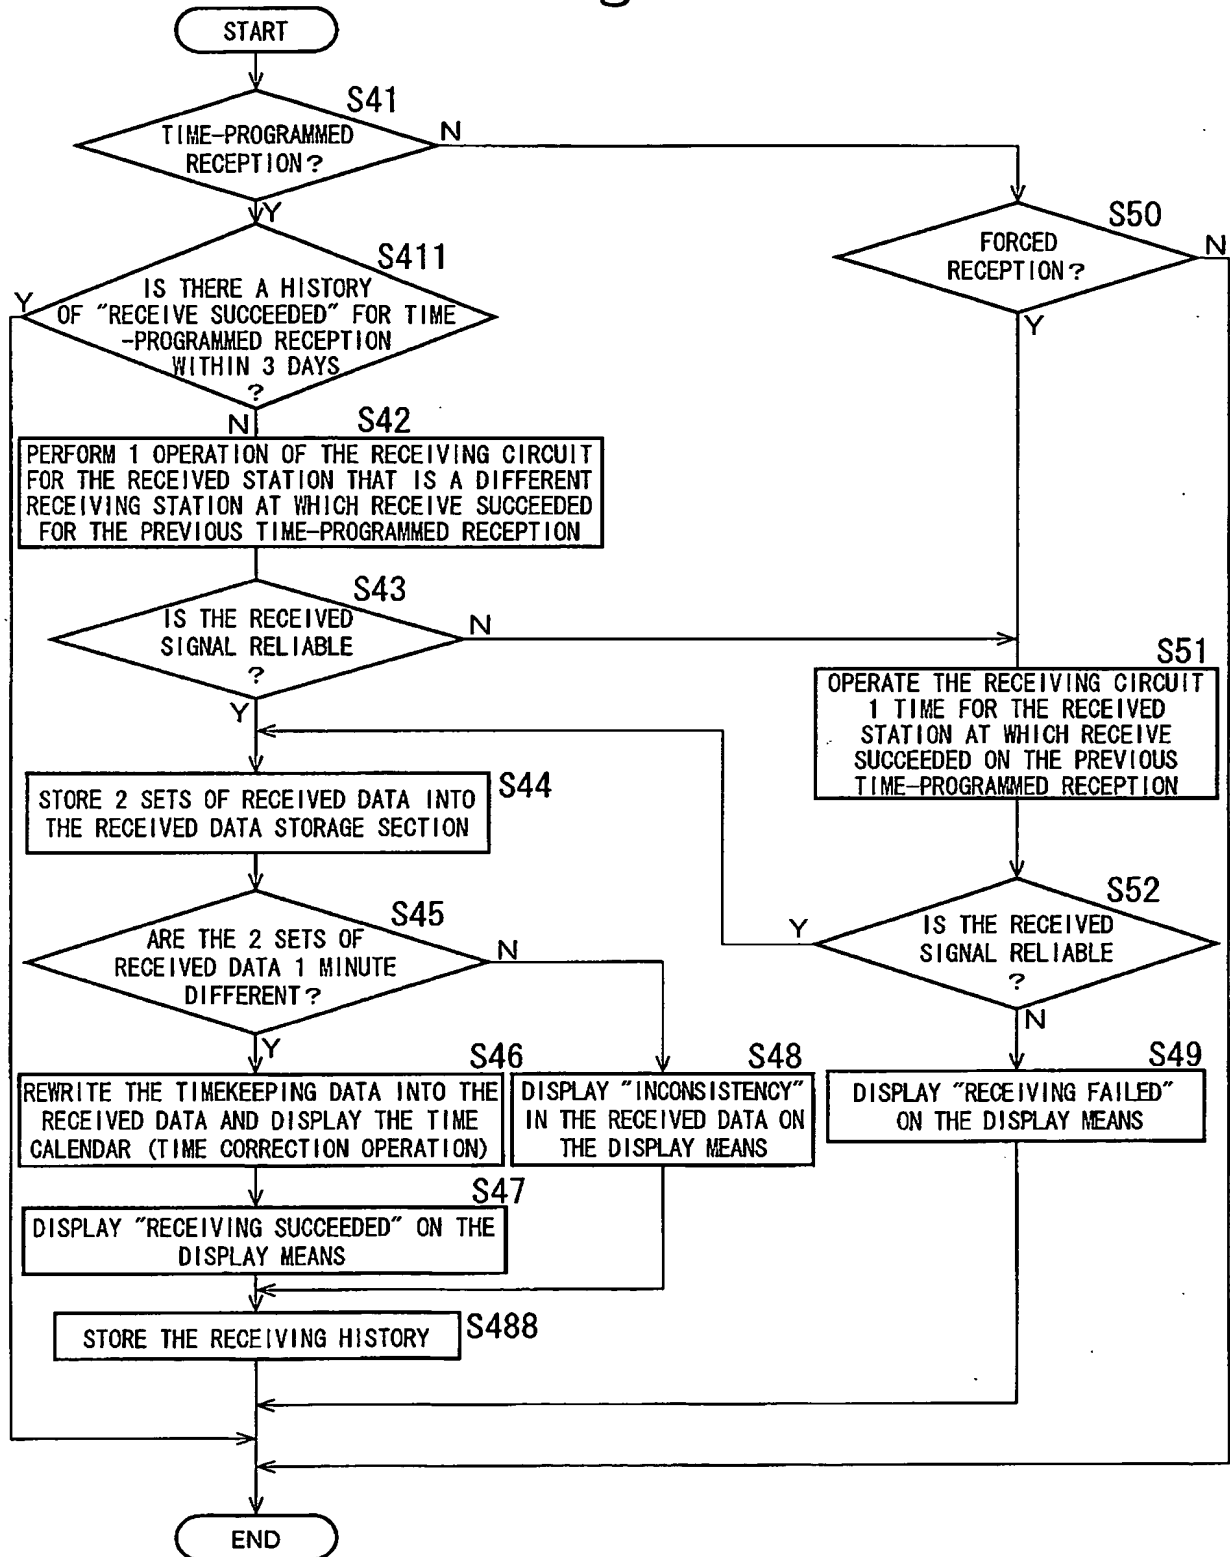 g
START
S41
TIME-PROGRAMMED
RECEPTION?
N
Y
S411
IS THERE A HISTORY
OF "RECEIVE SUCCEEDED" FOR TIME
-PROGRAMMED RECEPTION
WITHIN 3 DAYS
?
Y
N
S50
FORCED
RECEPTION?
N
Y
S42
PERFORM 1 OPERATION OF THE RECEIVING CIRCUIT
FOR THE RECEIVED STATION THAT IS A DIFFERENT
RECEIVING STATION AT WHICH RECEIVE SUCCEEDED
FOR THE PREVIOUS TIME-PROGRAMMED RECEPTION
S43
IS THE RECEIVED
SIGNAL RELIABLE
?
N
Y
S51
OPERATE THE RECEIVING CIRCUIT
1 TIME FOR THE RECEIVED
STATION AT WHICH RECEIVE
SUCCEEDED ON THE PREVIOUS
TIME-PROGRAMMED RECEPTION
S44
STORE 2 SETS OF RECEIVED DATA INTO
THE RECEIVED DATA STORAGE SECTION
S52
IS THE RECEIVED
SIGNAL RELIABLE
?
Y
N
S45
ARE THE 2 SETS OF
RECEIVED DATA 1 MINUTE
DIFFERENT?
N
Y
S46
REWRITE THE TIMEKEEPING DATA INTO THE
RECEIVED DATA AND DISPLAY THE TIME
CALENDAR (TIME CORRECTION OPERATION)
S48
DISPLAY "INCONSISTENCY"
IN THE RECEIVED DATA ON
THE DISPLAY MEANS
S49
DISPLAY "RECEIVING FAILED"
ON THE DISPLAY MEANS
S47
DISPLAY "RECEIVING SUCCEEDED" ON THE
DISPLAY MEANS
S488
STORE THE RECEIVING HISTORY
END